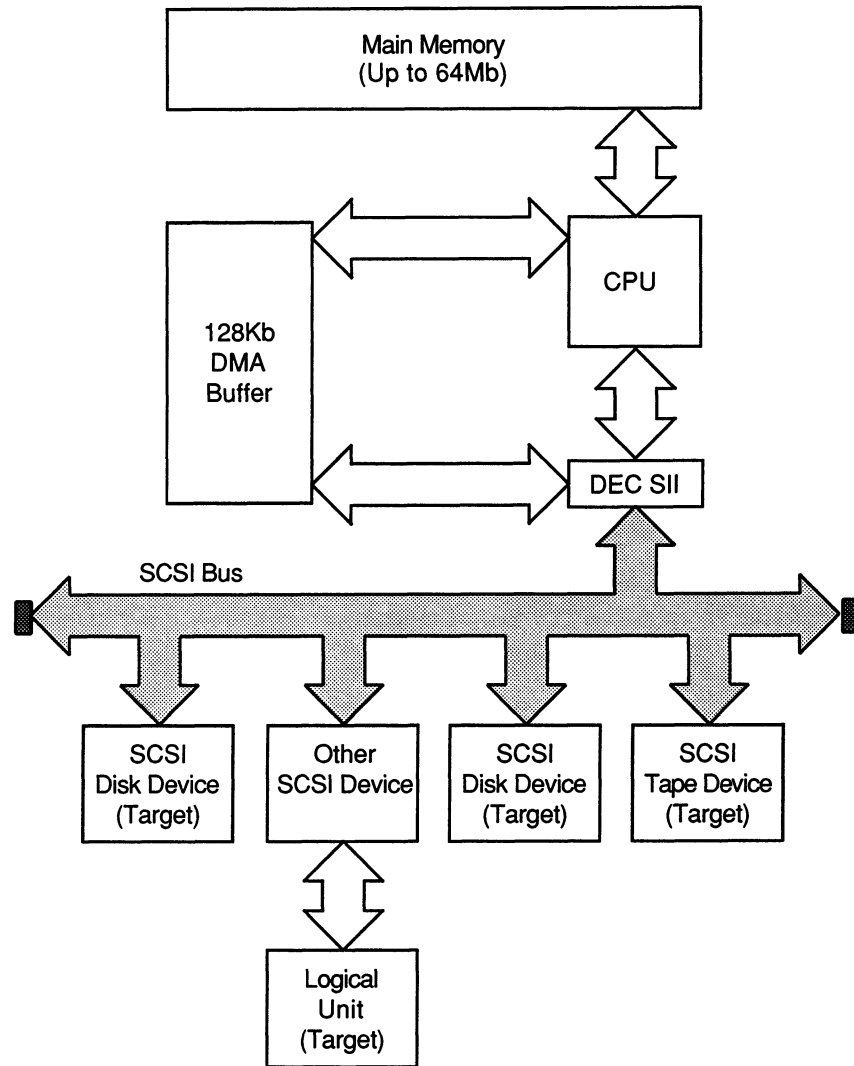 Main Memory
(Up to 64Mb)
CPU
128Kb
DMA
Buffer
DEC SII
SCSI Bus
SCSI
Disk Device
(Target)
Other
SCSI Device
SCSI
Disk Device
(Target)
SCSI
Tape Device
(Target)
Logical
Unit
(Target)